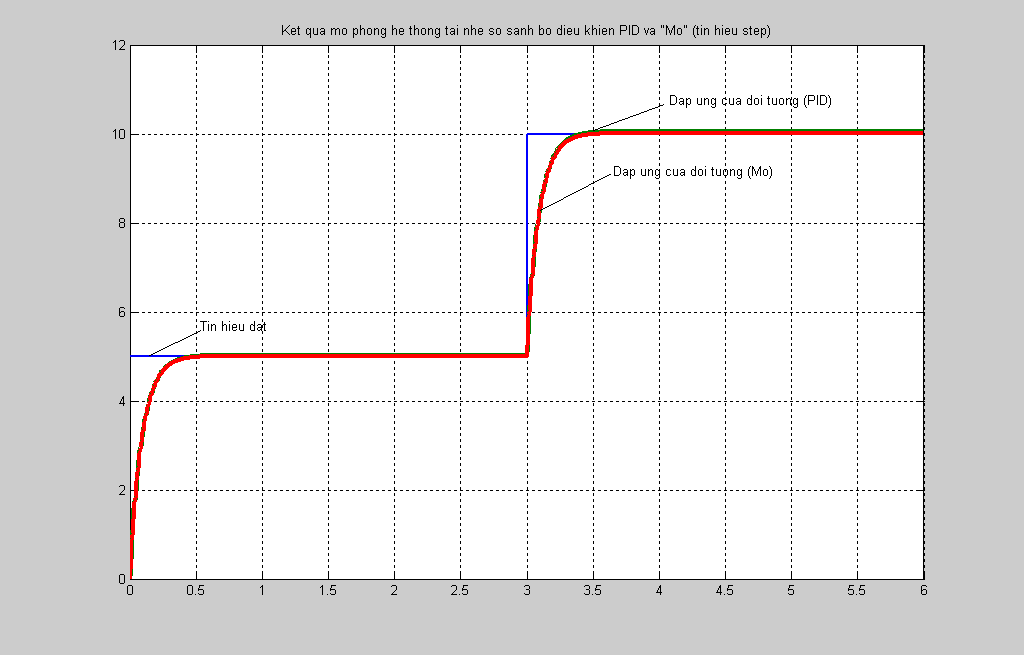 Ket qua mo phong he thong tai nhe so sanh bo dieu khien PID va "Mo" (tin hieu step)
12
Dap ung cua doi tuong (PID)
10
Dap ung cua doi tuong (Mo)
8
6
Tin hieu dat
4
2
0
0 0.5 1 1.5 2 2.5 3 3.5 4 4.5 5 5.5 6